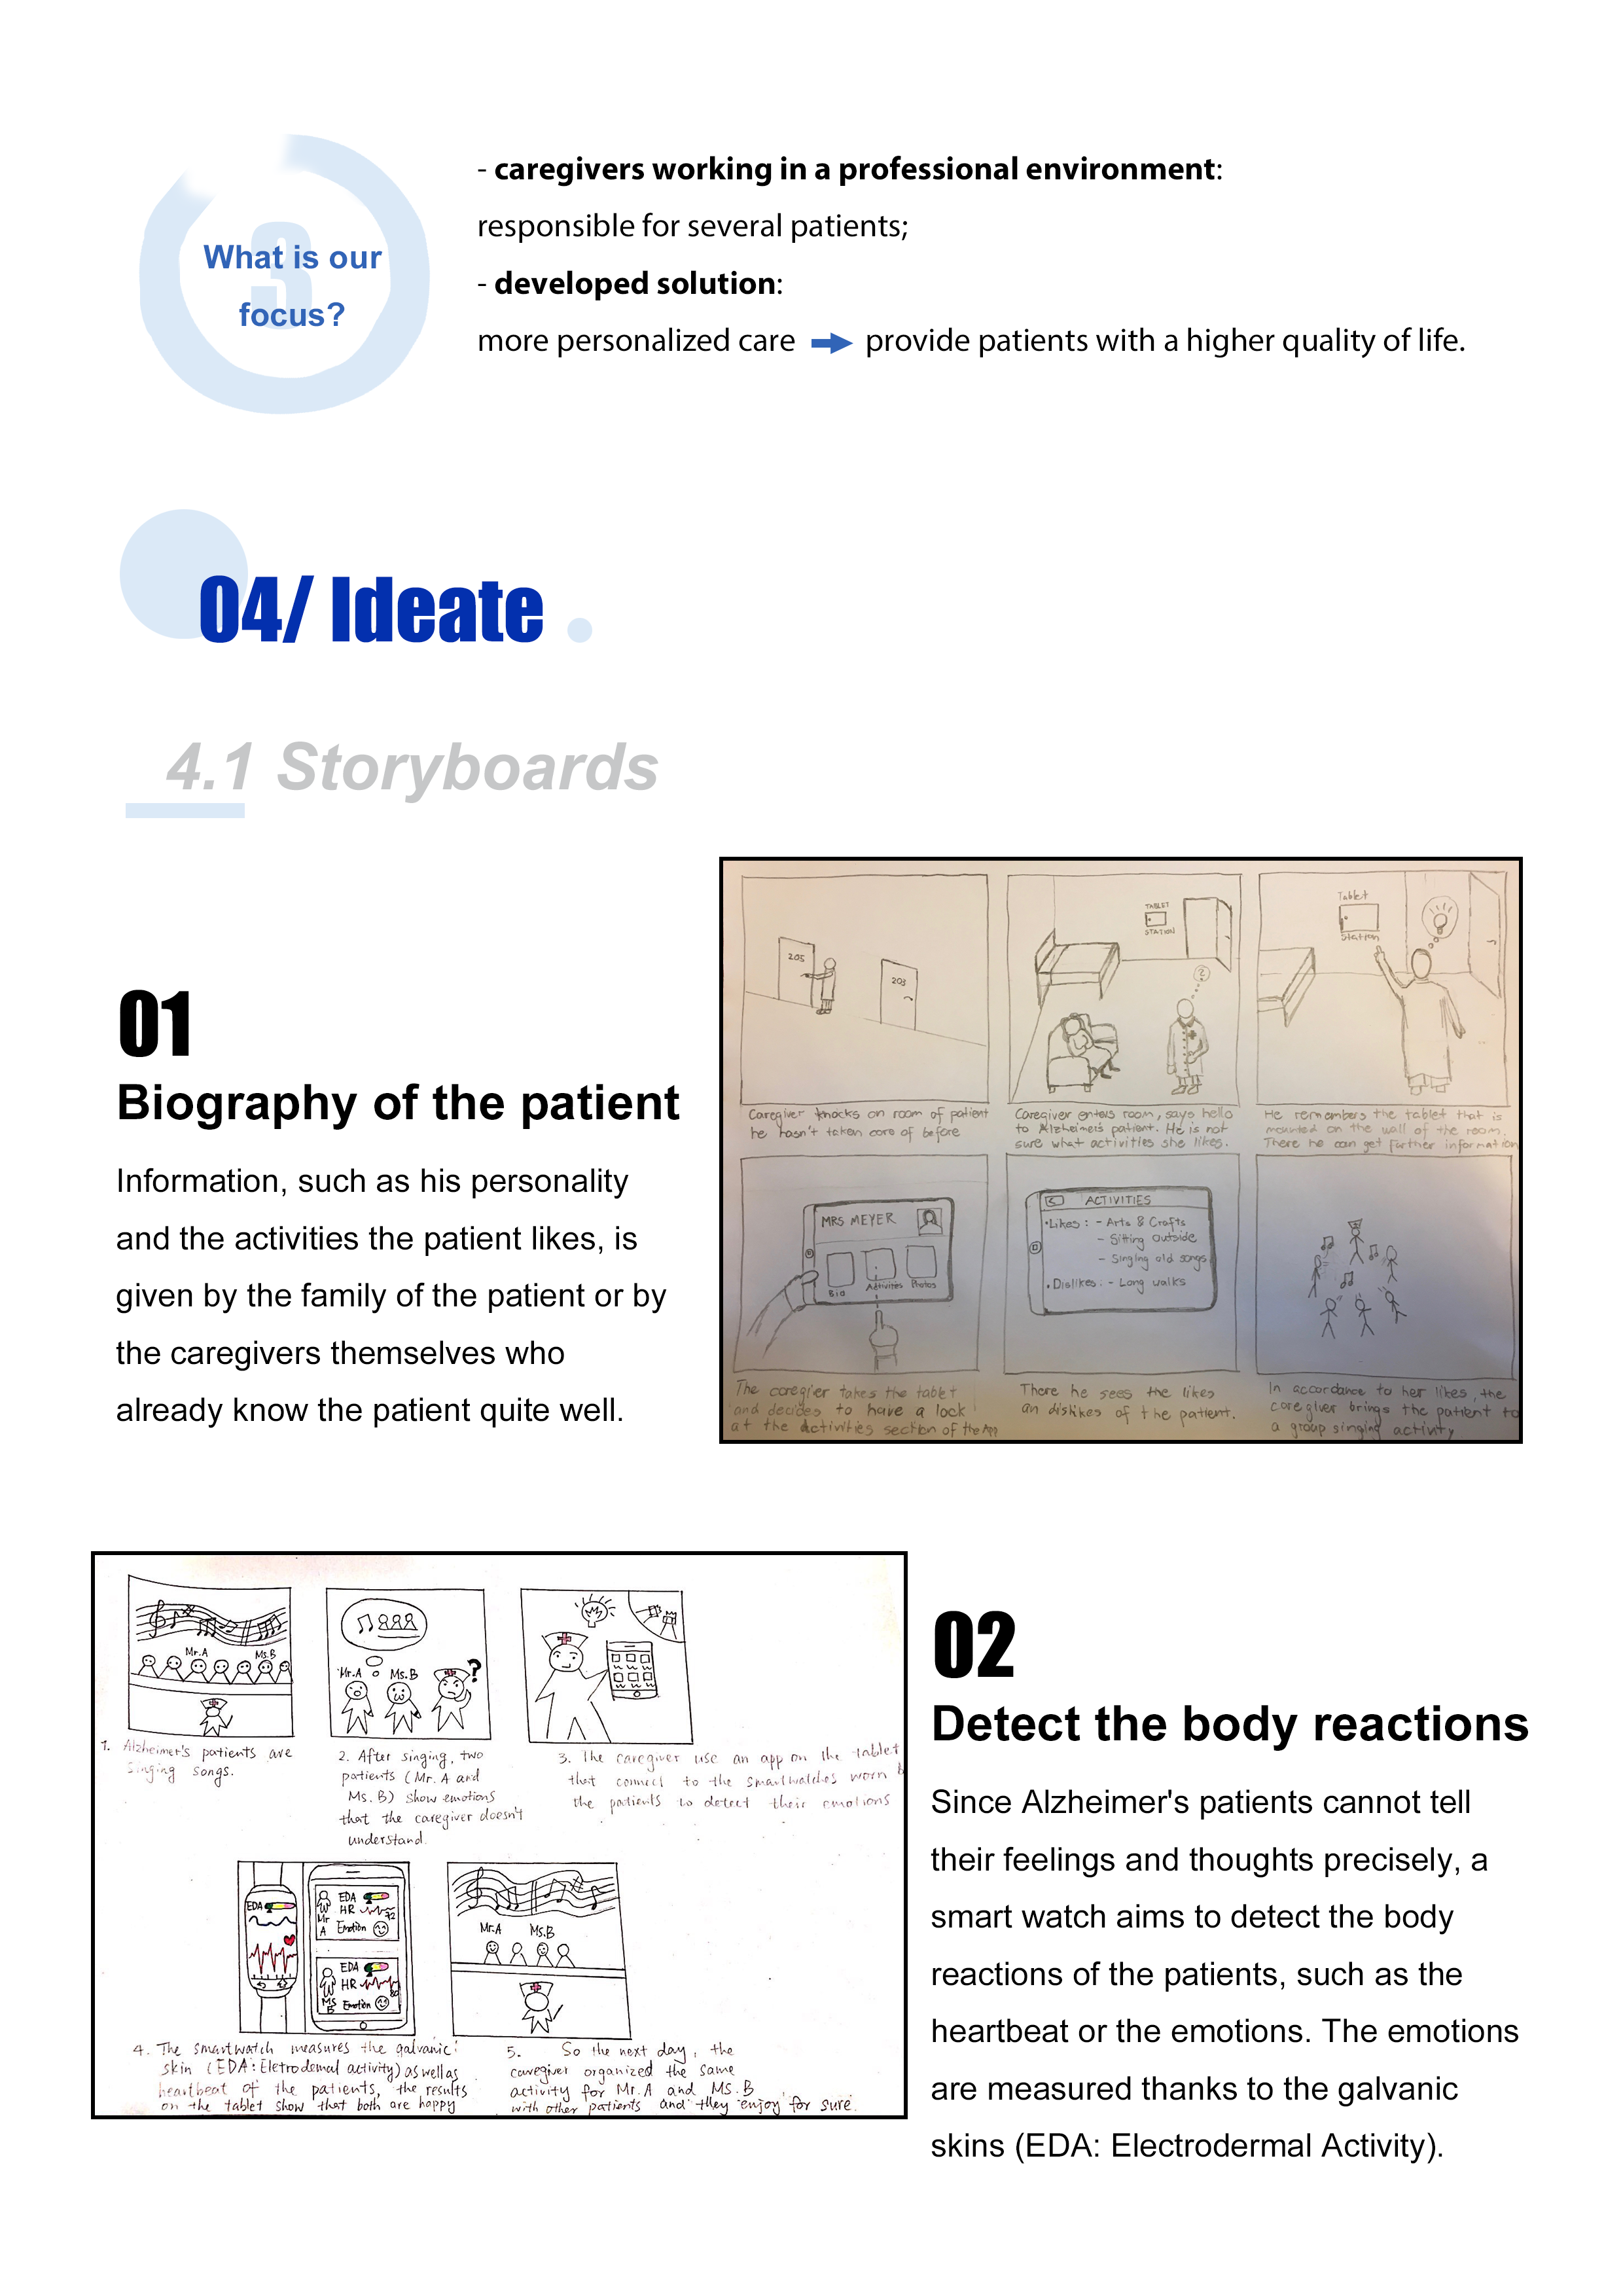 3
What is our
focus?
- caregivers working in a professional environment:
responsible for several patients;
- developed solution:
more personalized care provide patients with a higher quality of life.
04/ Ideate .
4.1 Storyboards
01
Biography of the patient
Information, such as his personality
and the activities the patient likes, is
given by the family of the patient or by
the caregivers themselves who
already know the patient quite well.
205
203
Caregiver knocks on room of patient
he hasn't taken care of before
TABLET
STATION
?
Caregiver enters room, says hello
to Alzheimer's patient. He is not
sure what activities she likes.
Tablet
Station
He remembers the tablet that is
mounted on the wall of the room.
There he can get further information
MRS MEYER
Bio Activities Photos
The caregier takes the tablet
and decides to have a lock
at the activities section of the App
ACTIVITIES
• Likes : - Arts & Crafts
- Sitting outside
- Singing old songs
• Dislikes: - Long walks
There he sees the likes
an dislikes of the patient.
In accordance to her likes, the
caregiver brings the patient to
a group singing activity
Mr.A Ms.B
1. Alzheimer's patients are
singing songs.
Mr.A Ms.B ?
2. After singing, two
patients (Mr. A and
Ms. B) show emotions
that the caregiver doesn't
understand.
3. The caregiver use an app on the tablet
that connect to the smartwatches worn b
the patients to detect their emotions
EDA
EDA
HR 72
Mr
A Emotion
EDA
HR 80
MS
B Emotion
4. The smartwatch measures the galvanic
skin (EDA: Eletrodemal activity) as well as
heartbeat of the patients, the results
on the tablet show that both are happy
Mr.A Ms.B
5. So the next day, the
caregiver organized the same
activity for Mr. A and Ms. B
with other patients and they enjoy for sure.
02
Detect the body reactions
Since Alzheimer's patients cannot tell
their feelings and thoughts precisely, a
smart watch aims to detect the body
reactions of the patients, such as the
heartbeat or the emotions. The emotions
are measured thanks to the galvanic
skins (EDA: Electrodermal Activity).